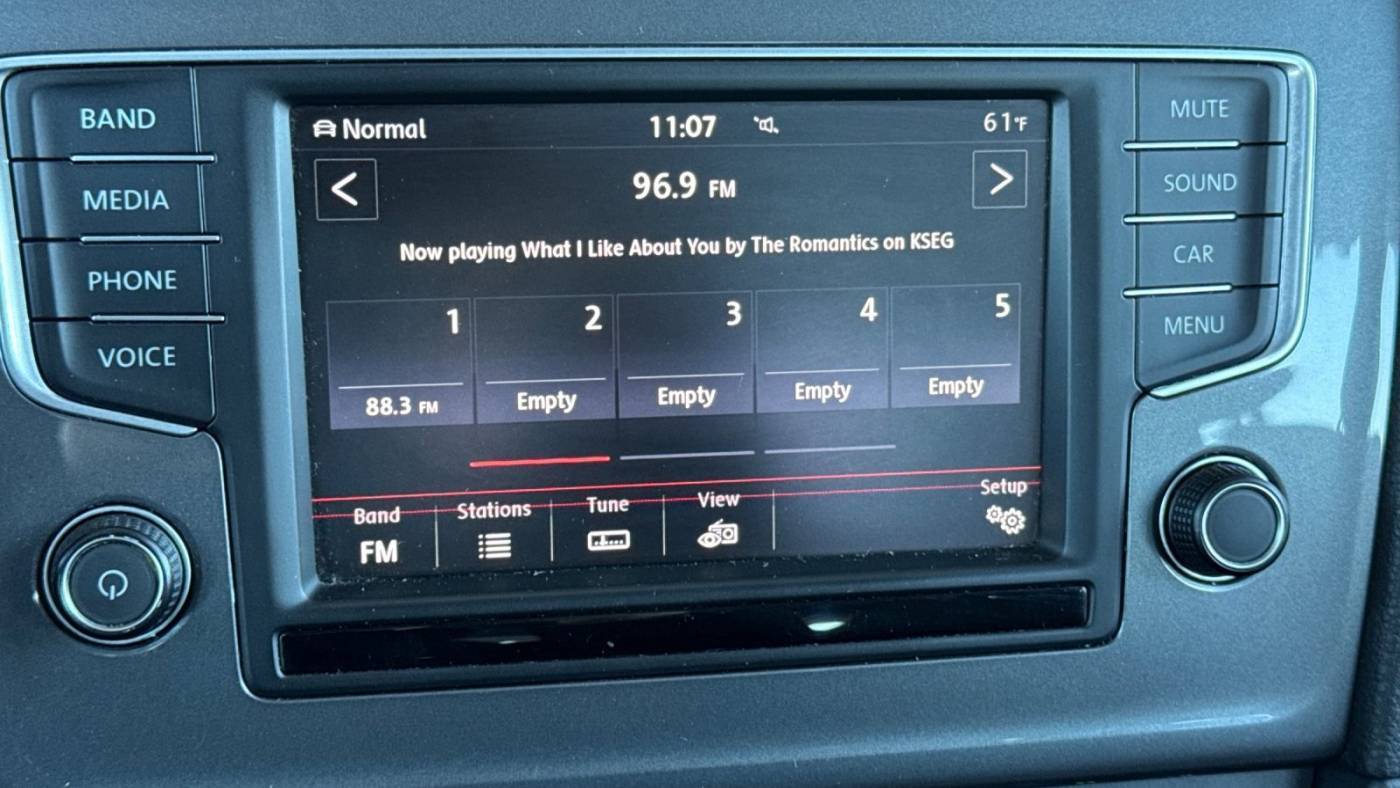 BAND
MEDIA
PHONE
VOICE
Normal 11:07 61°F
96.9 FM
Now playing What I Like About You by The Romantics on KSEG
1 2 3 4 5
88.3 FM Empty Empty Empty Empty
Band Stations Tune View Setup
FM
MUTE
SOUND
CAR
MENU